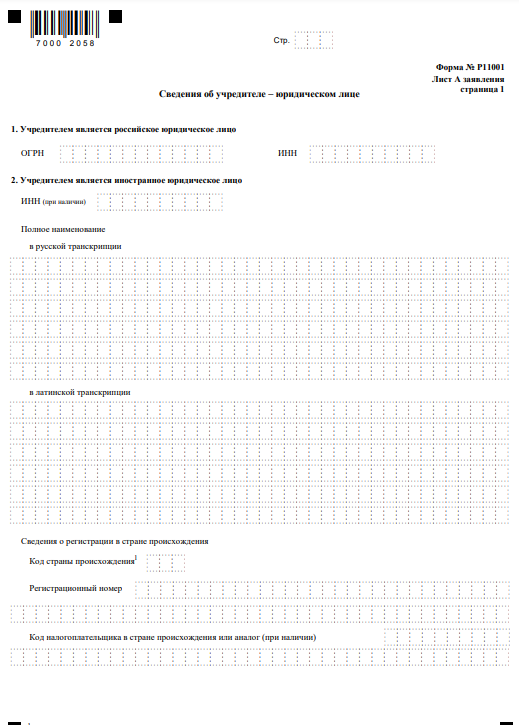 7000 2058
Стр.
Форма № Р11001
Лист А заявления
страница 1
Сведения об учредителе – юридическом лице
1. Учредителем является российское юридическое лицо
ОГРН ИНН
2. Учредителем является иностранное юридическое лицо
ИНН (при наличии)
Полное наименование
в русской транскрипции
в латинской транскрипции
Сведения о регистрации в стране происхождения
Код страны происхождения1
Регистрационный номер
Код налогоплательщика в стране происхождения или аналог (при наличии)